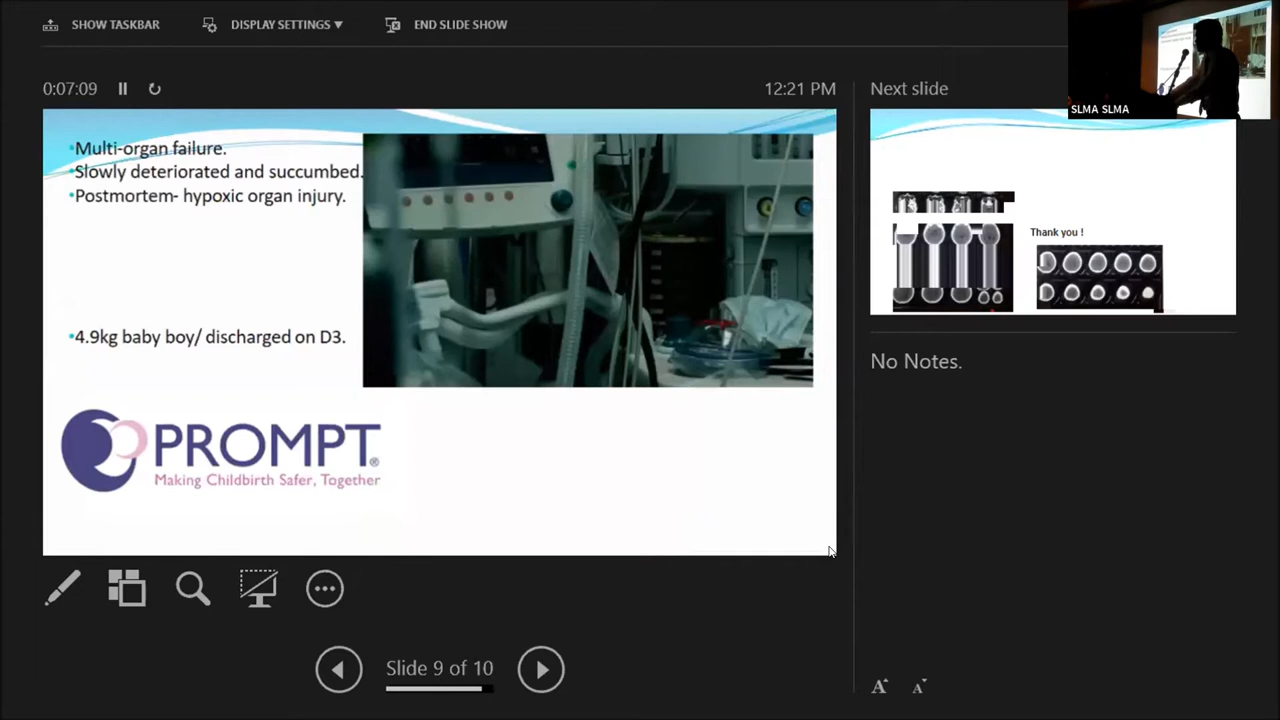 SHOW TASKBAR
DISPLAY SETTINGS ▼
END SLIDE SHOW
SLMA SLMA
0:07:09
12:21 PM
Next slide
•Multi-organ failure.
•Slowly deteriorated and succumbed.
•Postmortem- hypoxic organ injury.
•4.9kg baby boy/ discharged on D3.
PROMPT®
Making Childbirth Safer, Together
Thank you !
No Notes.
Slide 9 of 10
A A